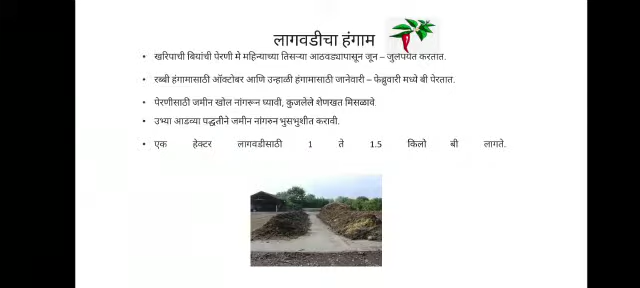 लागवडीचा हंगाम
• खरिपाची बियांची पेरणी मे महिन्याच्या तिसऱ्या आठवड्यापासून जून – जुलैपर्यंत करतात.
• रब्बी हंगामासाठी ऑक्टोबर आणि उन्हाळी हंगामासाठी जानेवारी – फेब्रुवारी मध्ये बी पेरतात.
• पेरणीसाठी जमीन खोल नांगरून घ्यावी, कुजलेले शेणखत मिसळावे.
• उभ्या आडव्या पद्धतीने जमीन नांगरुन भुसभुशीत करावी.
• एक हेक्टर लागवडीसाठी 1 ते 1.5 किलो बी लागते.